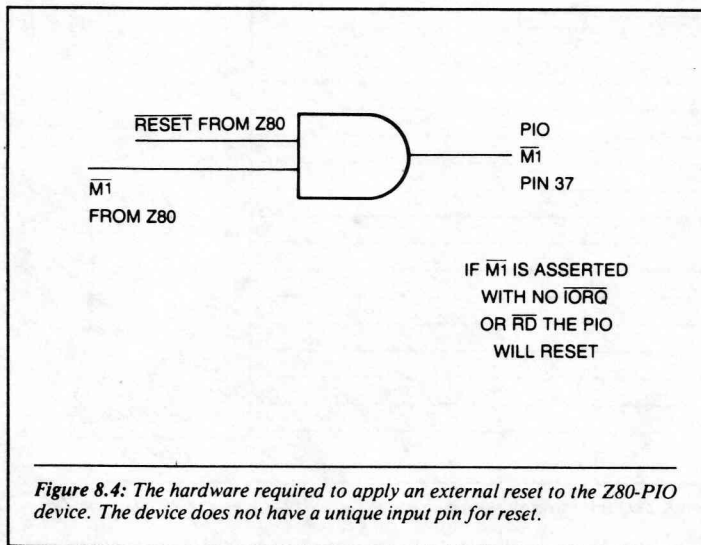 RESET FROM Z80
M1
FROM Z80
PIO
M1
PIN 37
IF M1 IS ASSERTED
WITH NO IORQ
OR RD THE PIO
WILL RESET
Figure 8.4: The hardware required to apply an external reset to the Z80-PIO
device. The device does not have a unique input pin for reset.